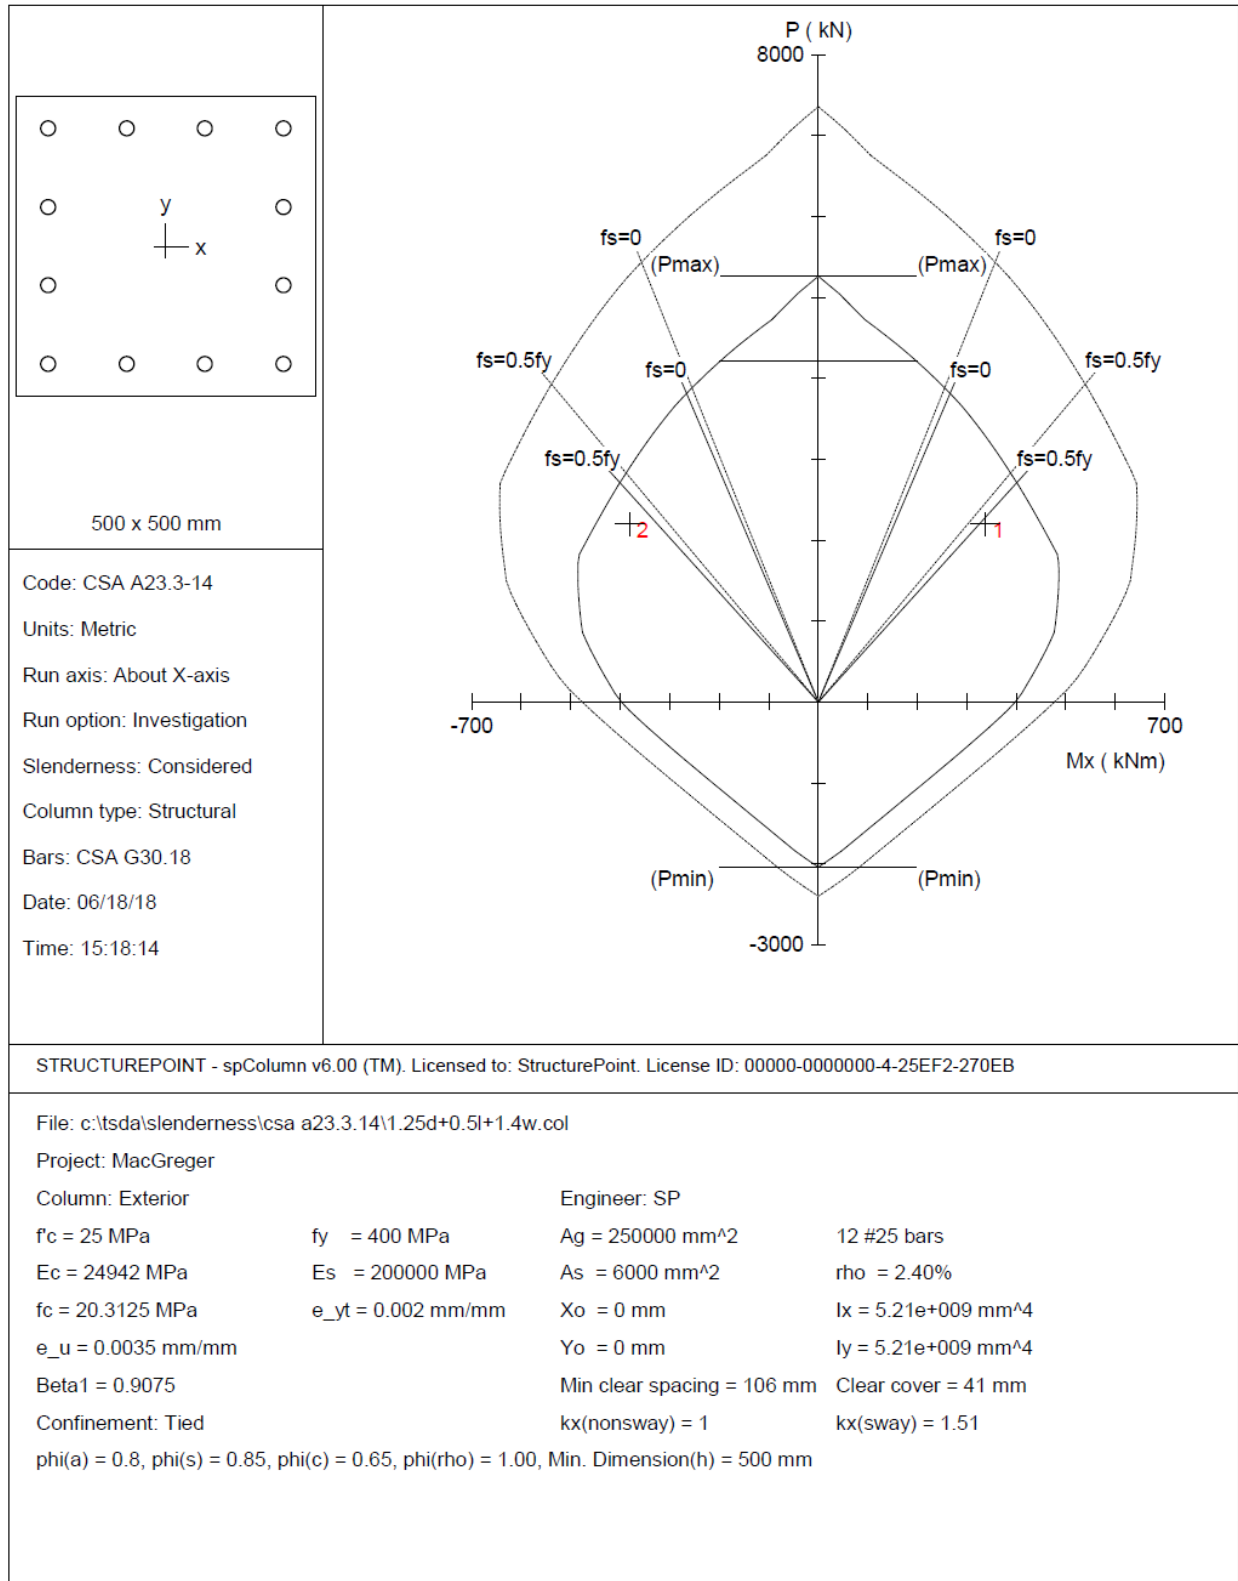 P ( kN)
8000
y
x
fs=0
fs=0
(Pmax)
(Pmax)
fs=0.5fy
fs=0
fs=0
fs=0.5fy
fs=0.5fy
fs=0.5fy
2
1
-700
700
Mx ( kNm)
(Pmin)
(Pmin)
-3000
500 x 500 mm
Code: CSA A23.3-14
Units: Metric
Run axis: About X-axis
Run option: Investigation
Slenderness: Considered
Column type: Structural
Bars: CSA G30.18
Date: 06/18/18
Time: 15:18:14
STRUCTUREPOINT - spColumn v6.00 (TM). Licensed to: StructurePoint. License ID: 00000-0000000-4-25EF2-270EB
File: c:\tsda\slenderness\csa a23.3.14\1.25d+0.5l+1.4w.col
Project: MacGreger
Column: Exterior Engineer: SP
f'c = 25 MPa fy = 400 MPa Ag = 250000 mm^2 12 #25 bars
Ec = 24942 MPa Es = 200000 MPa As = 6000 mm^2 rho = 2.40%
fc = 20.3125 MPa e_yt = 0.002 mm/mm Xo = 0 mm Ix = 5.21e+009 mm^4
e_u = 0.0035 mm/mm Yo = 0 mm Iy = 5.21e+009 mm^4
Beta1 = 0.9075 Min clear spacing = 106 mm Clear cover = 41 mm
Confinement: Tied kx(nonsway) = 1 kx(sway) = 1.51
phi(a) = 0.8, phi(s) = 0.85, phi(c) = 0.65, phi(rho) = 1.00, Min. Dimension(h) = 500 mm